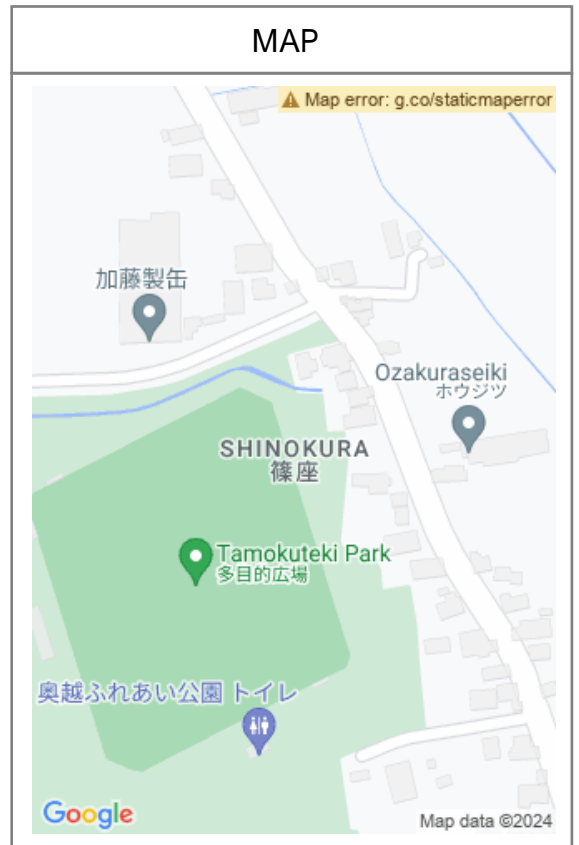 MAP
Map error: g.co/staticmaperror
加藤製缶
Ozakuraseiki
ホウジツ
SHINOKURA
篠座
Tamokuteki Park
多目的広場
奥越ふれあい公園 トイレ
Google
Map data ©2024